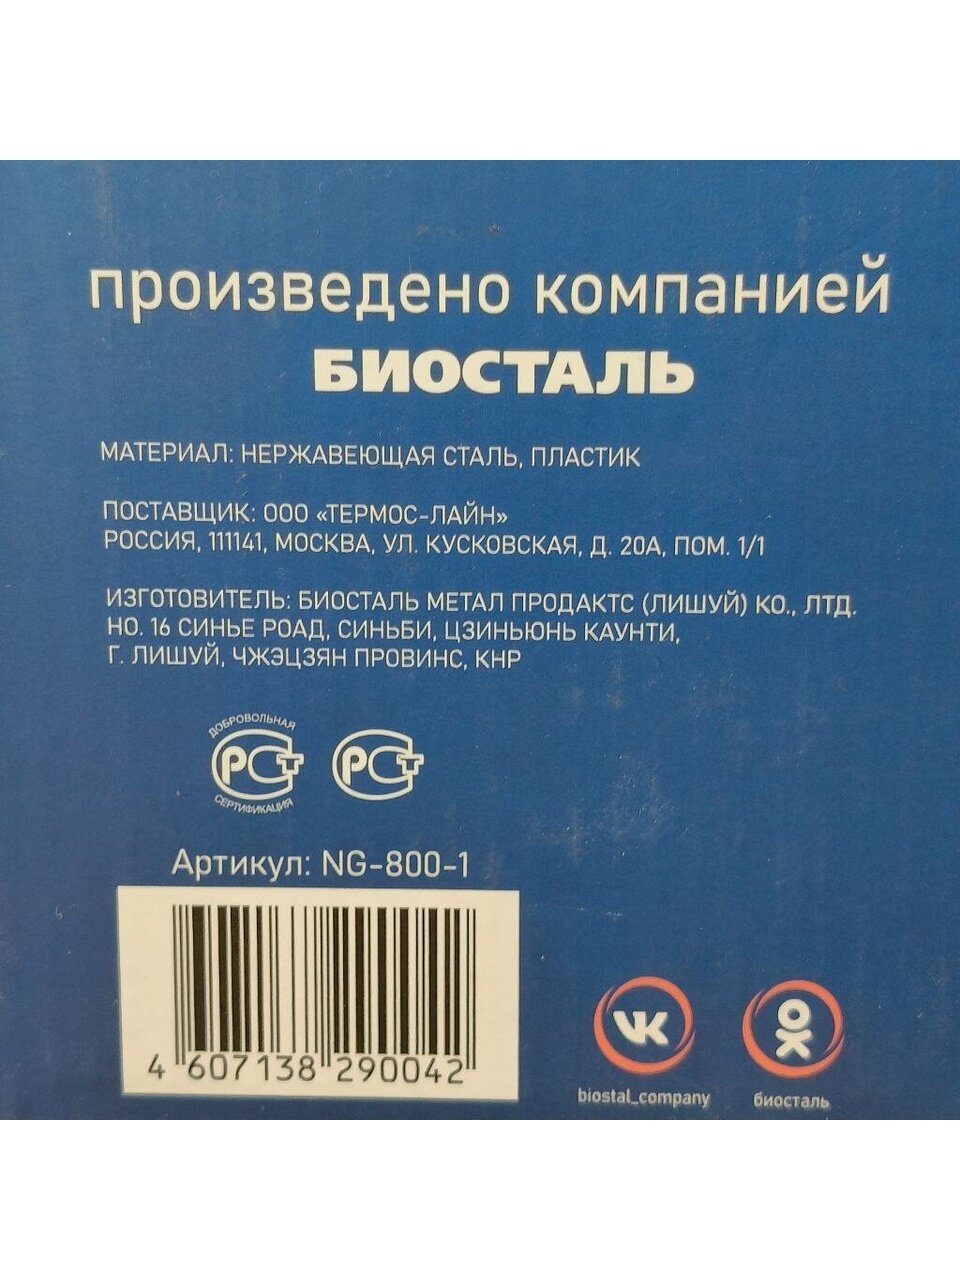 произведено компанией
БИОСТАЛЬ
МАТЕРИАЛ: НЕРЖАВЕЮЩАЯ СТАЛЬ, ПЛАСТИК
ПОСТАВЩИК: ООО «ТЕРМОС-ЛАЙН»
РОССИЯ, 111141, МОСКВА, УЛ. КУСКОВСКАЯ, Д. 20А, ПОМ. 1/1
ИЗГОТОВИТЕЛЬ: БИОСТАЛЬ МЕТАЛ ПРОДАКТС (ЛИШУЙ) КО., ЛТД.
НО. 16 СИНЬЕ РОАД, СИНЬБИ, ЦЗИНЬЮНЬ КАУНТИ,
Г. ЛИШУЙ, ЧЖЭЦЗЯН ПРОВИНС, КНР
ДОБРОВОЛЬНАЯ
РСТ РСТ
СЕРТИФИКАЦИЯ
Артикул: NG-800-1
4 607138 290042
VK
biostal_company биосталь